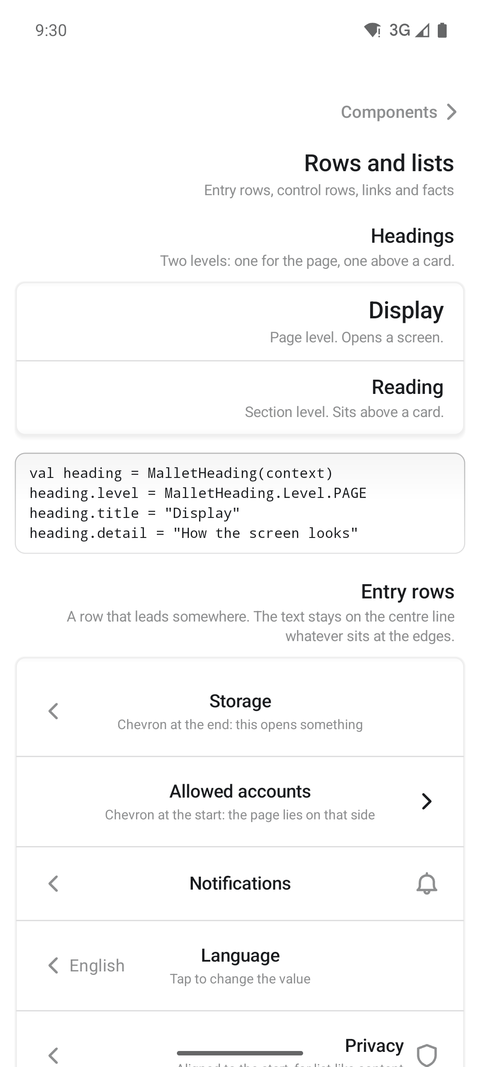 9:30
3G
Components
Rows and lists
Entry rows, control rows, links and facts
Headings
Two levels: one for the page, one above a card.
Display
Page level. Opens a screen.
Reading
Section level. Sits above a card.
val heading = MalletHeading(context)
heading.level = MalletHeading.Level.PAGE
heading.title = "Display"
heading.detail = "How the screen looks"
Entry rows
A row that leads somewhere. The text stays on the centre line
whatever sits at the edges.
Storage
Chevron at the end: this opens something
Allowed accounts
Chevron at the start: the page lies on that side
Notifications
Language
English
Tap to change the value
Privacy